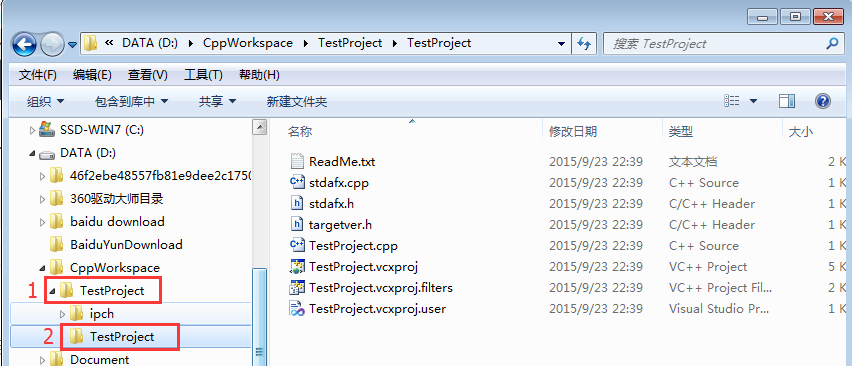 « DATA (D:) ▸ CppWorkspace ▸ TestProject ▸ TestProject
搜索 TestProject
文件(F) 编辑(E) 查看(V) 工具(T) 帮助(H)
组织 包含到库中 共享 新建文件夹
SSD-WIN7 (C:)
DATA (D:)
46f2ebe48557fb81e9dee2c1750
360驱动大师目录
baidu download
BaiduYunDownload
CppWorkspace
1 TestProject
ipch
2 TestProject
Document
名称 修改日期 类型 大小
ReadMe.txt 2015/9/23 22:39 文本文档 2 K
stdafx.cpp 2015/9/23 22:39 C++ Source 1 K
stdafx.h 2015/9/23 22:39 C/C++ Header 1 K
targetver.h 2015/9/23 22:39 C/C++ Header 1 K
TestProject.cpp 2015/9/23 22:39 C++ Source 1 K
TestProject.vcxproj 2015/9/23 22:39 VC++ Project 5 K
TestProject.vcxproj.filters 2015/9/23 22:39 VC++ Project Fil... 2 K
TestProject.vcxproj.user 2015/9/23 22:39 Visual Studio Pr... 1 K